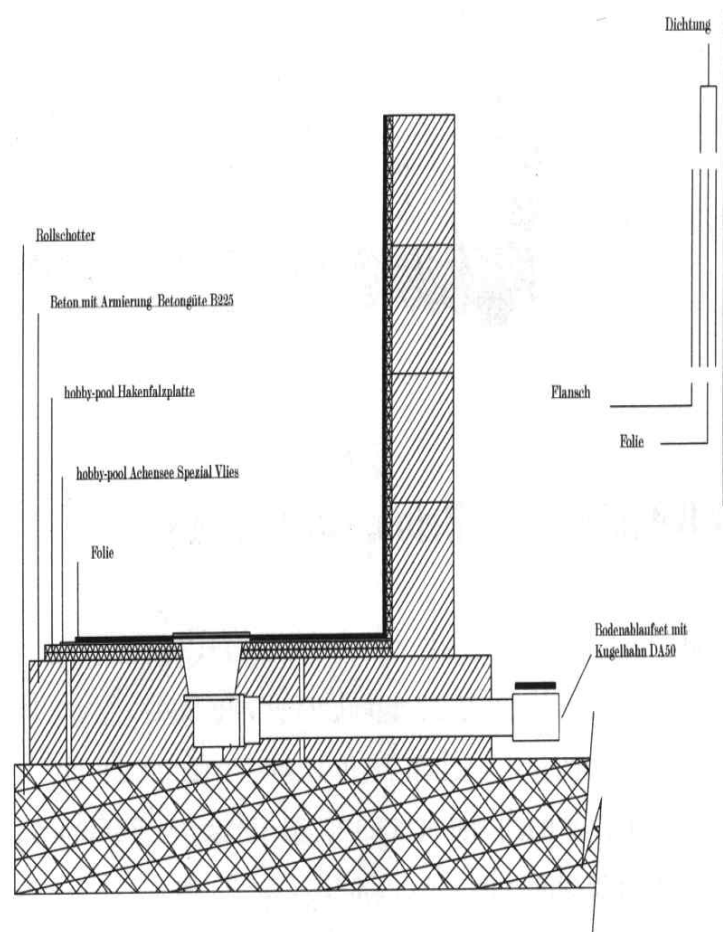 Dichtung
Rollschotter
Beton mit Armierung Betongüte B225
hobby-pool Hakenfalzplatte
hobby-pool Achensee Spezial Vlies
Folie
Flansch
Folie
Bodenablaufset mit
Kugelhahn DA50